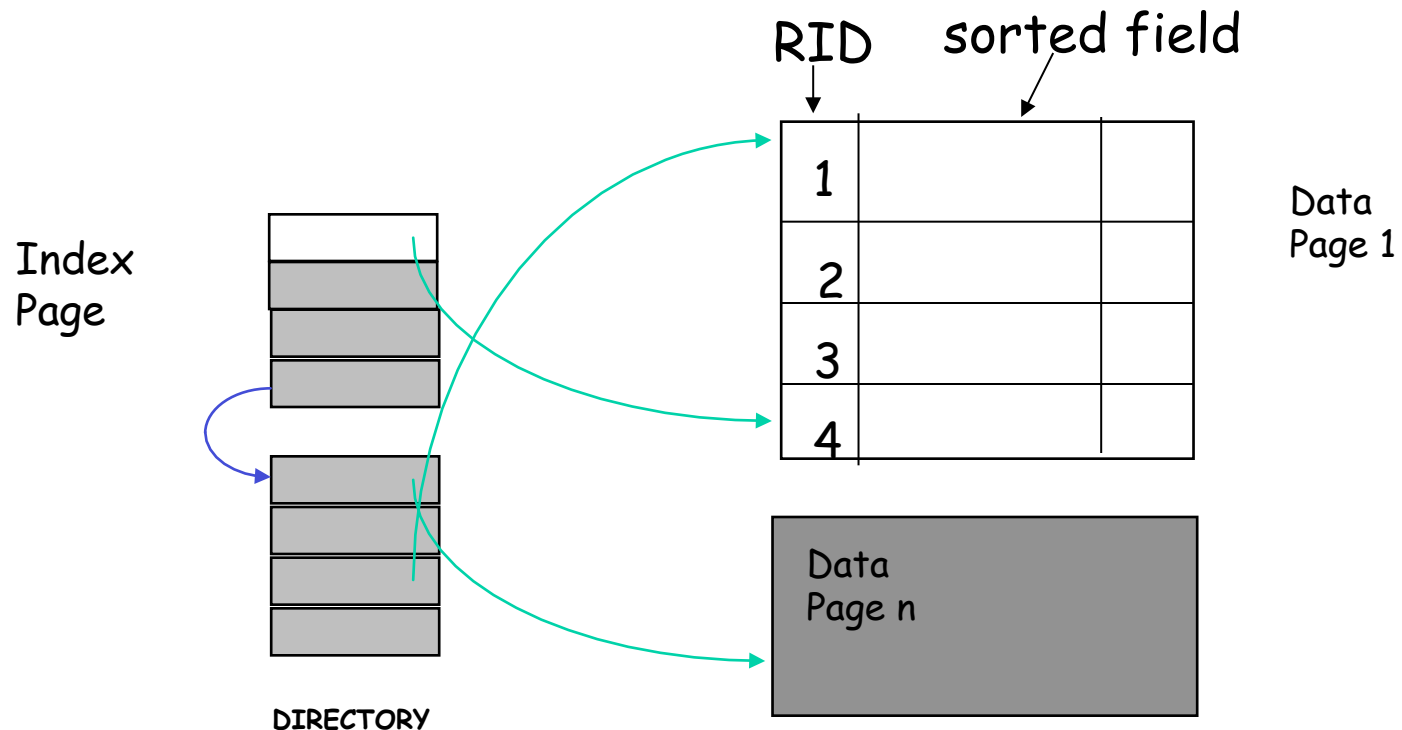 RID
sorted field
Index
Page
1
2
3
4
Data
Page 1
Data
Page n
DIRECTORY